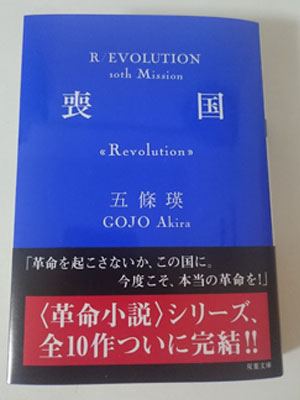 R/EVOLUTION
10th Mission
喪国
«Revolution»
五條瑛
GOJO Akira
「革命を起こさないか、この国に。
今度こそ、本当の革命を!」
〈革命小説〉シリーズ、
全10作ついに完結!!
双葉文庫